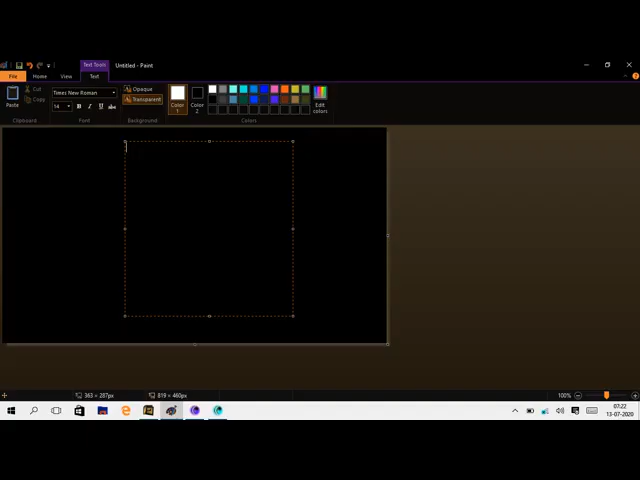 Text Tools
Untitled - Paint
File
Home
View
Text
Paste
Cut
Copy
Clipboard
Times New Roman
14
B I U abc
Font
Opaque
Transparent
Background
Color 1
Color 2
Edit colors
Colors
363 × 287px
819 × 460px
100%
07:22
13-07-2020